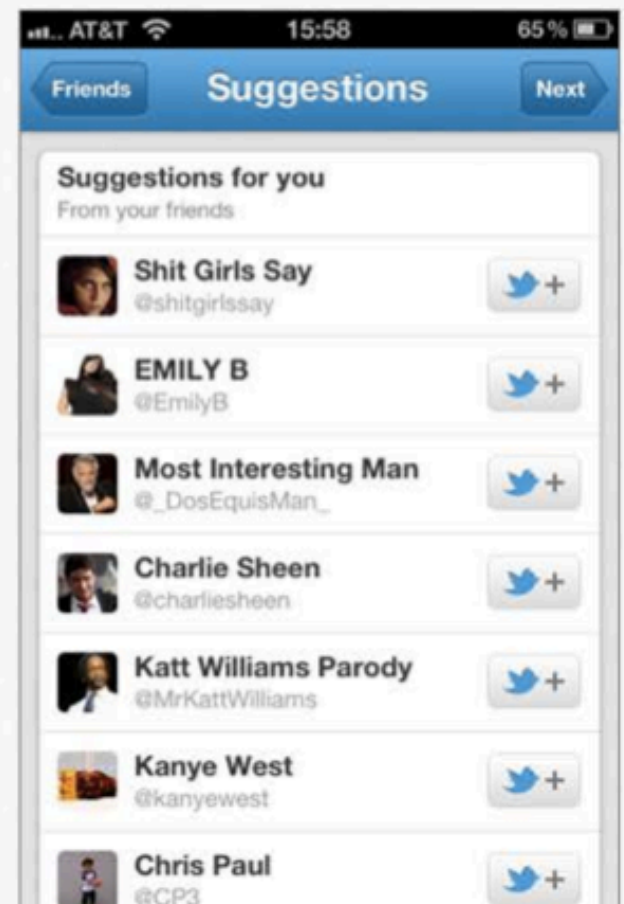 AT&T 15:58 65%
Friends Suggestions Next
Suggestions for you
From your friends
Shit Girls Say
@shitgirlssay
+
EMILY B
@EmilyB
+
Most Interesting Man
@_DosEquisMan_
+
Charlie Sheen
@charliesheen
+
Katt Williams Parody
@MrKattWilliams
+
Kanye West
@kanyewest
+
Chris Paul
@CP3
+